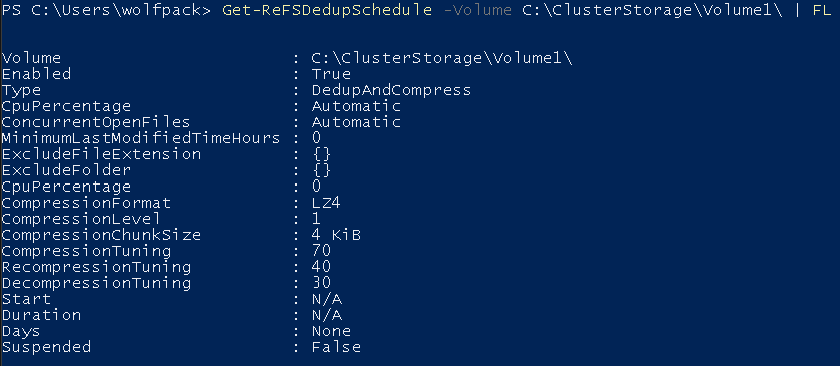 PS C:\Users\wolfpack> Get-ReFSDedupSchedule -Volume C:\ClusterStorage\Volume1\ | FL
Volume : C:\ClusterStorage\Volume1\
Enabled : True
Type : DedupAndCompress
CpuPercentage : Automatic
ConcurrentOpenFiles : Automatic
MinimumLastModifiedTimeHours : 0
ExcludeFileExtension : {}
ExcludeFolder : {}
CpuPercentage : 0
CompressionFormat : LZ4
CompressionLevel : 1
CompressionChunkSize : 4 KiB
CompressionTuning : 70
RecompressionTuning : 40
DecompressionTuning : 30
Start : N/A
Duration : N/A
Days : None
Suspended : False